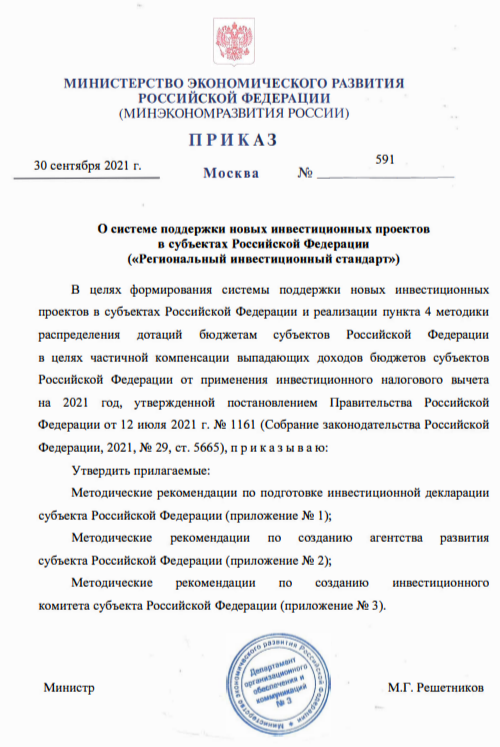 МИНИСТЕРСТВО ЭКОНОМИЧЕСКОГО РАЗВИТИЯ
РОССИЙСКОЙ ФЕДЕРАЦИИ
(МИНЭКОНОМРАЗВИТИЯ РОССИИ)
ПРИКАЗ
30 сентября 2021 г.
Москва
№ 591
О системе поддержки новых инвестиционных проектов
в субъектах Российской Федерации
(«Региональный инвестиционный стандарт»)
В целях формирования системы поддержки новых инвестиционных
проектов в субъектах Российской Федерации и реализации пункта 4 методики
распределения дотаций бюджетам субъектов Российской Федерации
в целях частичной компенсации выпадающих доходов бюджетов субъектов
Российской Федерации от применения инвестиционного налогового вычета
на 2021 год, утвержденной постановлением Правительства Российской
Федерации от 12 июля 2021 г. № 1161 (Собрание законодательства Российской
Федерации, 2021, № 29, ст. 5665), п р и к а з ы в а ю:
Утвердить прилагаемые:
Методические рекомендации по подготовке инвестиционной декларации
субъекта Российской Федерации (приложение № 1);
Методические рекомендации по созданию агентства развития
субъекта Российской Федерации (приложение № 2);
Методические рекомендации по созданию инвестиционного
комитета субъекта Российской Федерации (приложение № 3).
Министр
Министерство экономического развития Российской Федерации
Департамент
организационного
обеспечения и
коммуникаций
№ 3
М.Г. Решетников